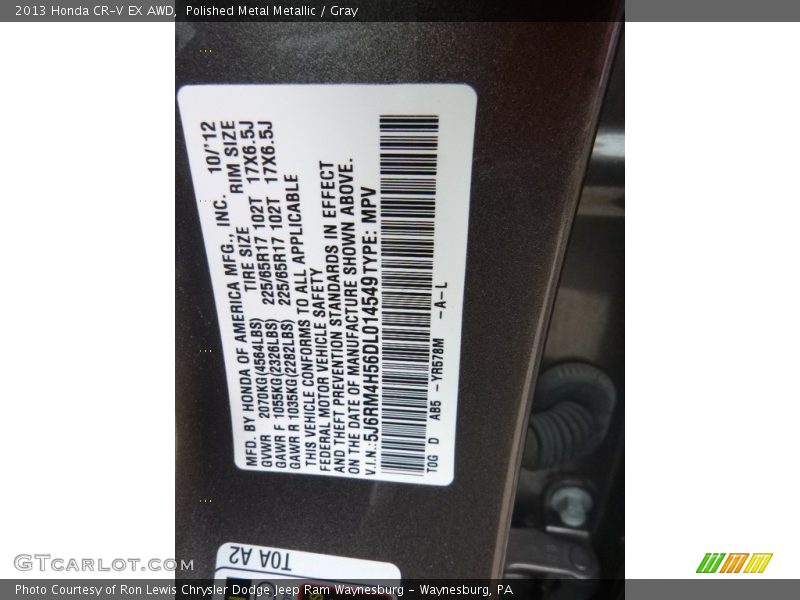 2013 Honda CR-V EX AWD, Polished Metal Metallic / Gray
MFD. BY HONDA OF AMERICA MFG., INC. 10/'12
TIRE SIZE RIM SIZE
GVWR 2070KG(4564LBS) 225/65R17 102T 17X6.5J
GAWR F 1055KG(2326LBS) 225/65R17 102T 17X6.5J
GAWR R 1035KG(2282LBS)
THIS VEHICLE CONFORMS TO ALL APPLICABLE
FEDERAL MOTOR VEHICLE SAFETY
AND THEFT PREVENTION STANDARDS IN EFFECT
ON THE DATE OF MANUFACTURE SHOWN ABOVE.
V.I.N.:5J6RM4H56DL014549TYPE: MPV
T0G D AB5 -YR578M -A-L
T0A A2
GTCarLot.com
Photo Courtesy of Ron Lewis Chrysler Dodge Jeep Ram Waynesburg - Waynesburg, PA